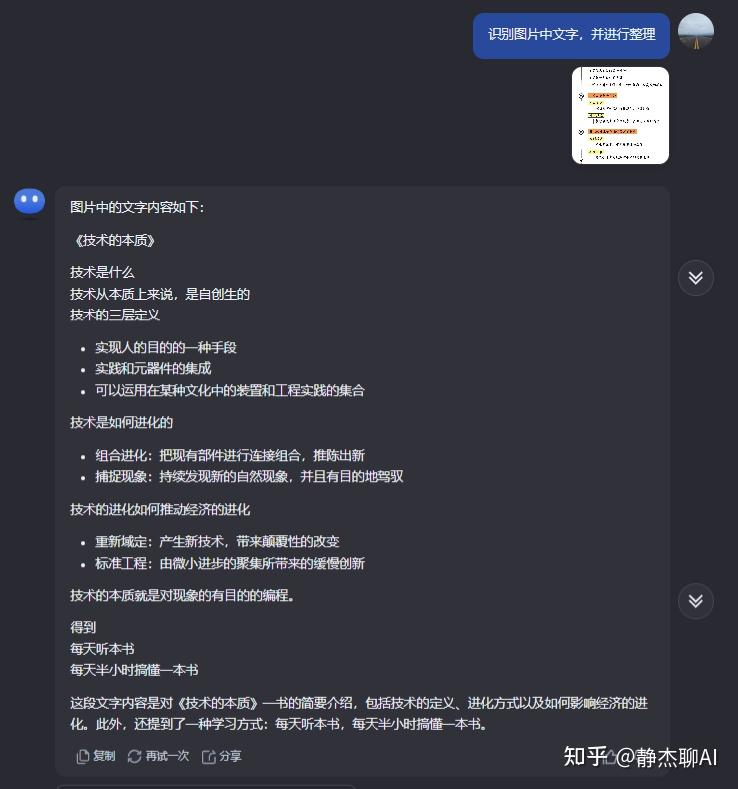 识别图片中文字，并进行整理
图片中的文字内容如下：
《技术的本质》
技术是什么
技术从本质上来说，是自创生的
技术的三层定义
实现人的目的的一种手段
实践和元器件的集成
可以运用在某种文化中的装置和工程实践的集合
技术是如何进化的
组合进化：把现有部件进行连接组合，推陈出新
捕捉现象：持续发现新的自然现象，并且有目的地驾驭
技术的进化如何推动经济的进化
重新域定：产生新技术，带来颠覆性的改变
标准工程：由微小进步的聚集所带来的缓慢创新
技术的本质就是对现象的有目的的编程。
得到
每天听本书
每天半小时搞懂一本书
这段文字内容是对《技术的本质》一书的简要介绍，包括技术的定义、进化方式以及如何影响经济的进
化。此外，还提到了一种学习方式：每天听本书，每天半小时搞懂一本书。
复制 再试一次 分享
知乎 @静杰聊AI